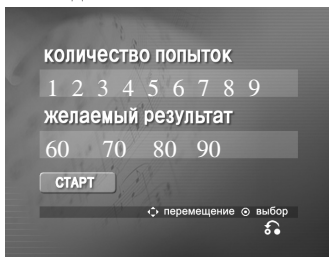 количество попыток
1 2 3 4 5 6 7 8 9
желаемый результат
60 70 80 90
СТАРТ
перемещение выбор